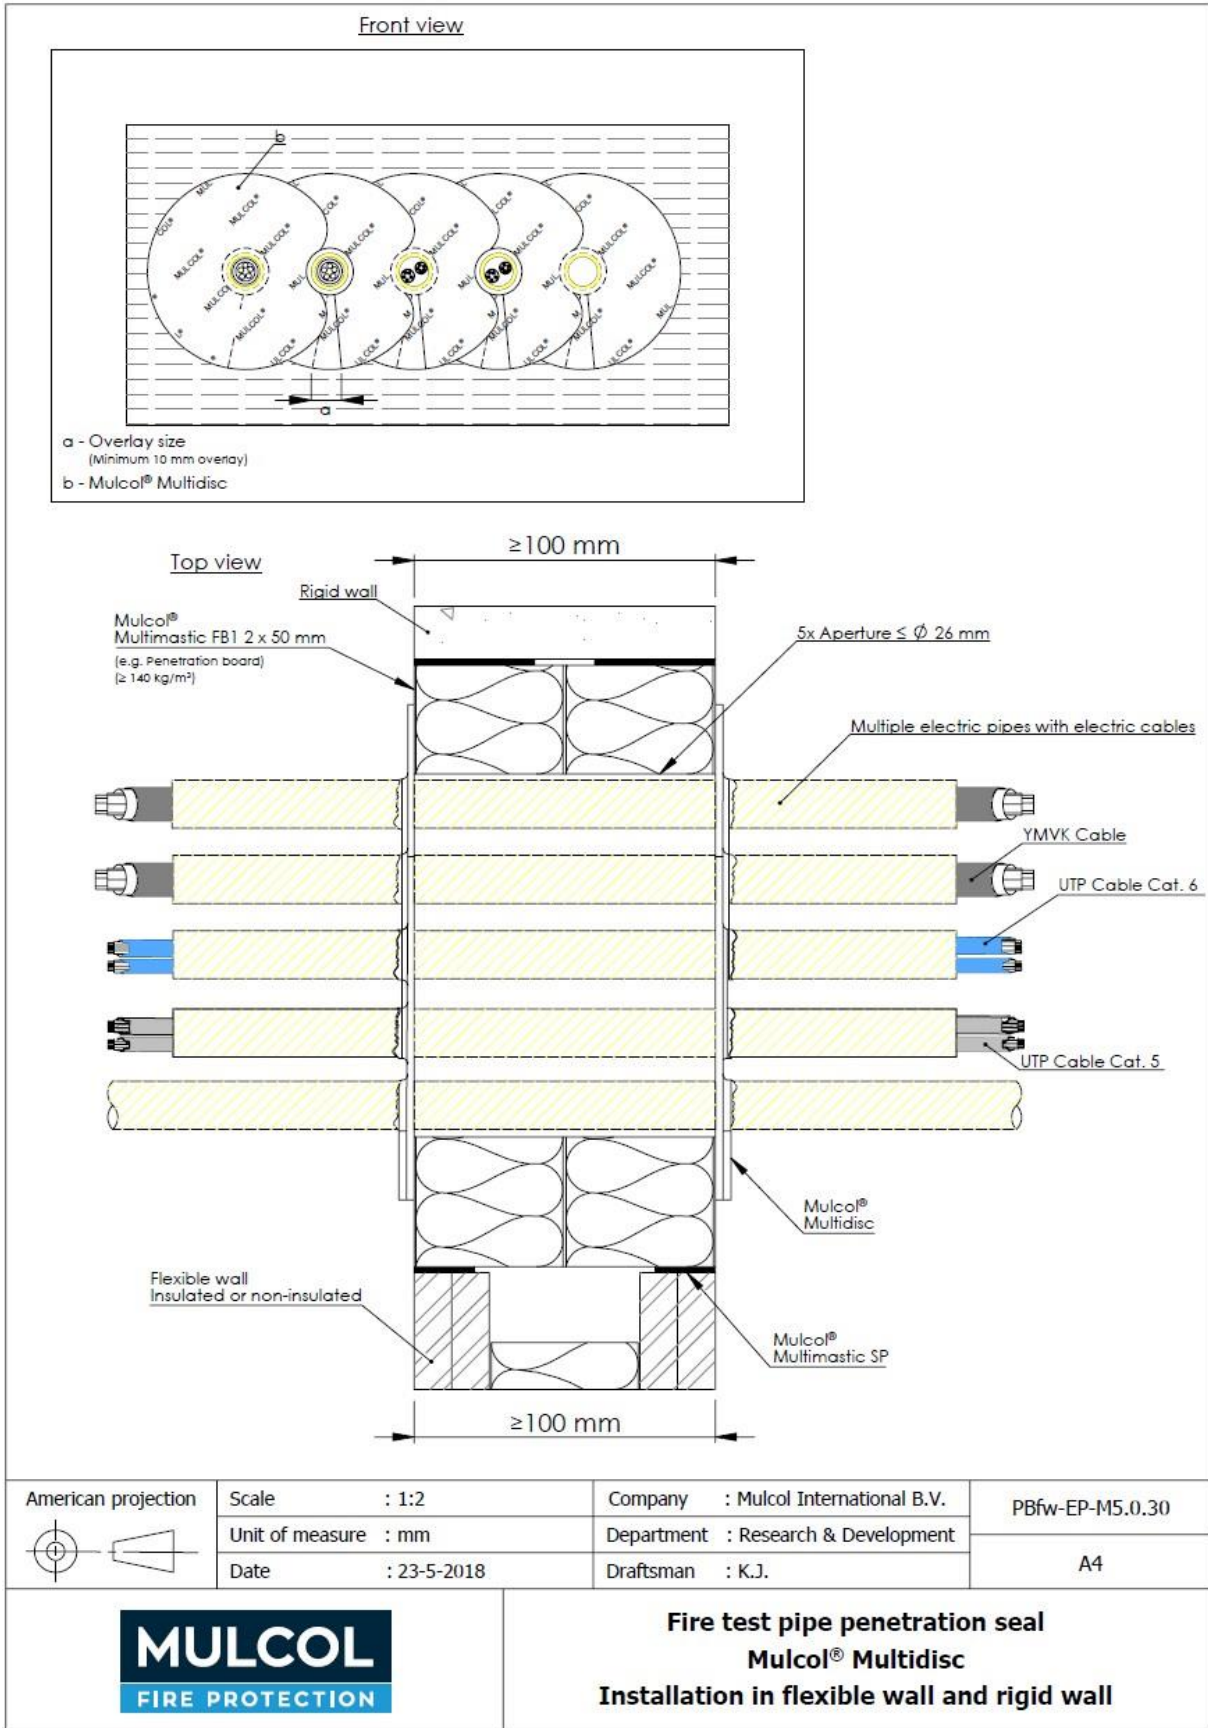 Front view
b
MULCOL®
a
a - Overlay size
(Minimum 10 mm overlay)
b - Mulcol® Multidisc
≥100 mm
Top view
Rigid wall
Mulcol®
Multimastic FB1 2 x 50 mm
(e.g. Penetration board)
(≥ 140 kg/m³)
5x Aperture ≤ Ø 26 mm
Multiple electric pipes with electric cables
YMVK Cable
UTP Cable Cat. 6
UTP Cable Cat. 5
Mulcol®
Multidisc
Flexible wall
Insulated or non-insulated
Mulcol®
Multimastic SP
≥100 mm
American projection
Scale : 1:2
Unit of measure : mm
Date : 23-5-2018
Company : Mulcol International B.V.
Department : Research & Development
Draftsman : K.J.
PBfw-EP-M5.0.30
A4
MULCOL
FIRE PROTECTION
Fire test pipe penetration seal
Mulcol® Multidisc
Installation in flexible wall and rigid wall